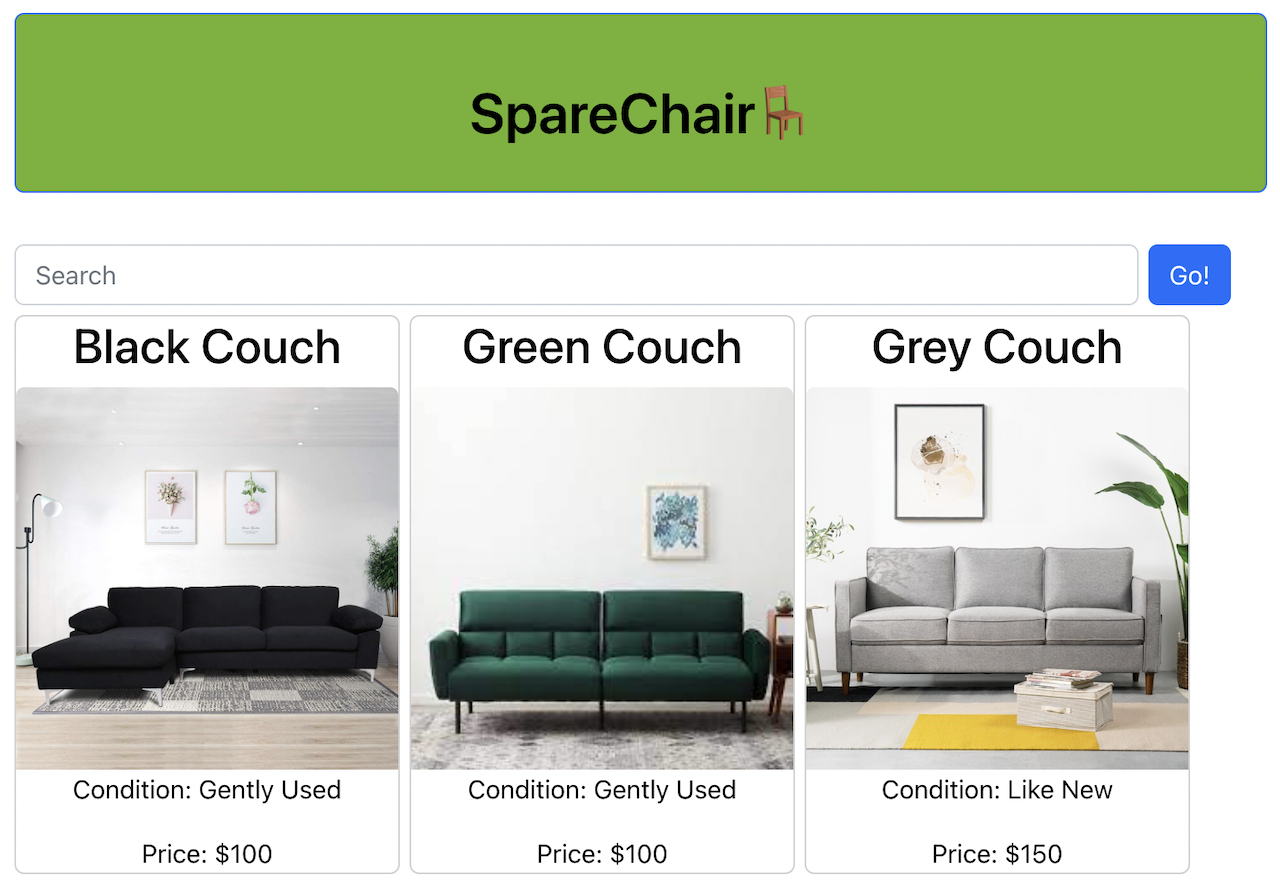 SpareChair🪑
Search
Go!
Black Couch
Condition: Gently Used
Price: $100
Green Couch
Condition: Gently Used
Price: $100
Grey Couch
Condition: Like New
Price: $150